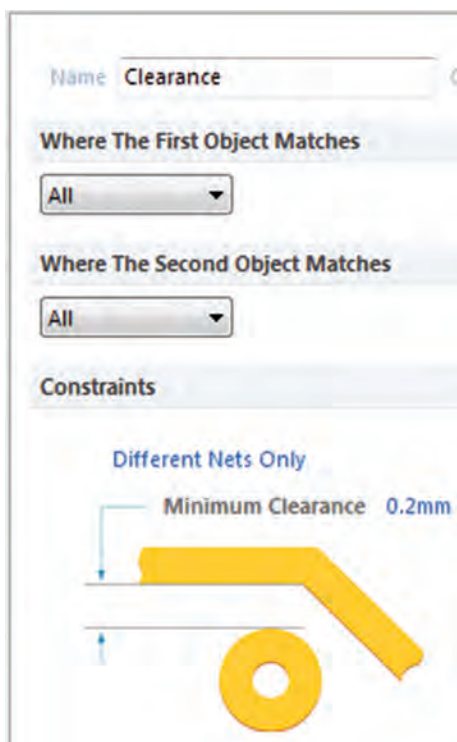 Name Clearance
Where The First Object Matches
All
Where The Second Object Matches
All
Constraints
Different Nets Only
Minimum Clearance 0.2mm